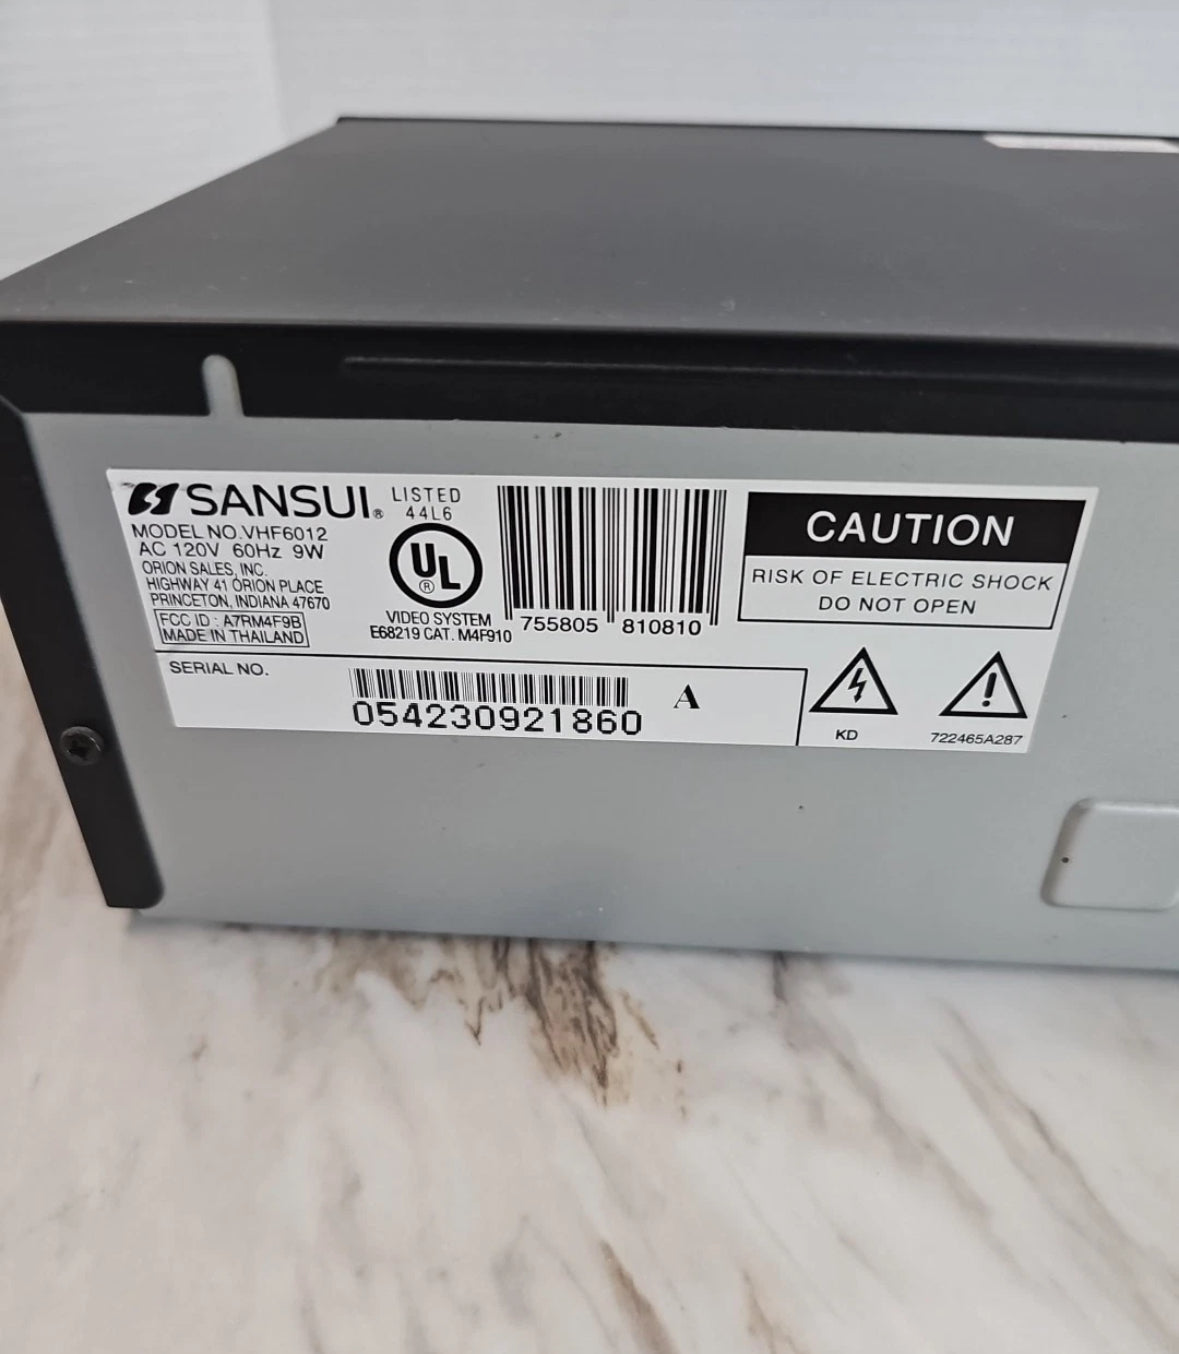 SANSUI®
MODEL NO.VHF6012
AC 120V 60Hz 9W
ORION SALES, INC.
HIGHWAY 41 ORION PLACE
PRINCETON, INDIANA 47670
FCC ID : A7RM4F9B
MADE IN THAILAND
LISTED
44L6
UL®
VIDEO SYSTEM
E68219 CAT. M4F910
755805 810810
CAUTION
RISK OF ELECTRIC SHOCK
DO NOT OPEN
SERIAL NO.
054230921860
A
KD
722465A287